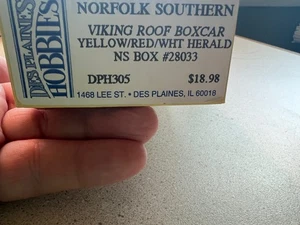 DES PLAINES
HOBBIES
NORFOLK SOUTHERN
VIKING ROOF BOXCAR
YELLOW/RED/WHT HERALD
NS BOX #28033
DPH305 $18.98
1468 LEE ST. • DES PLAINES, IL 60018